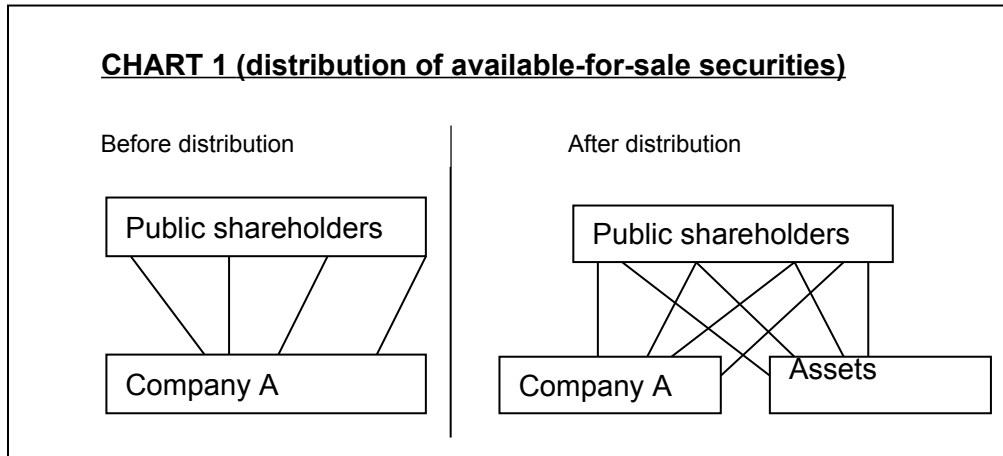 CHART 1 (distribution of available-for-sale securities)
Before distribution
Public shareholders
Company A
After distribution
Public shareholders
Company A
Assets